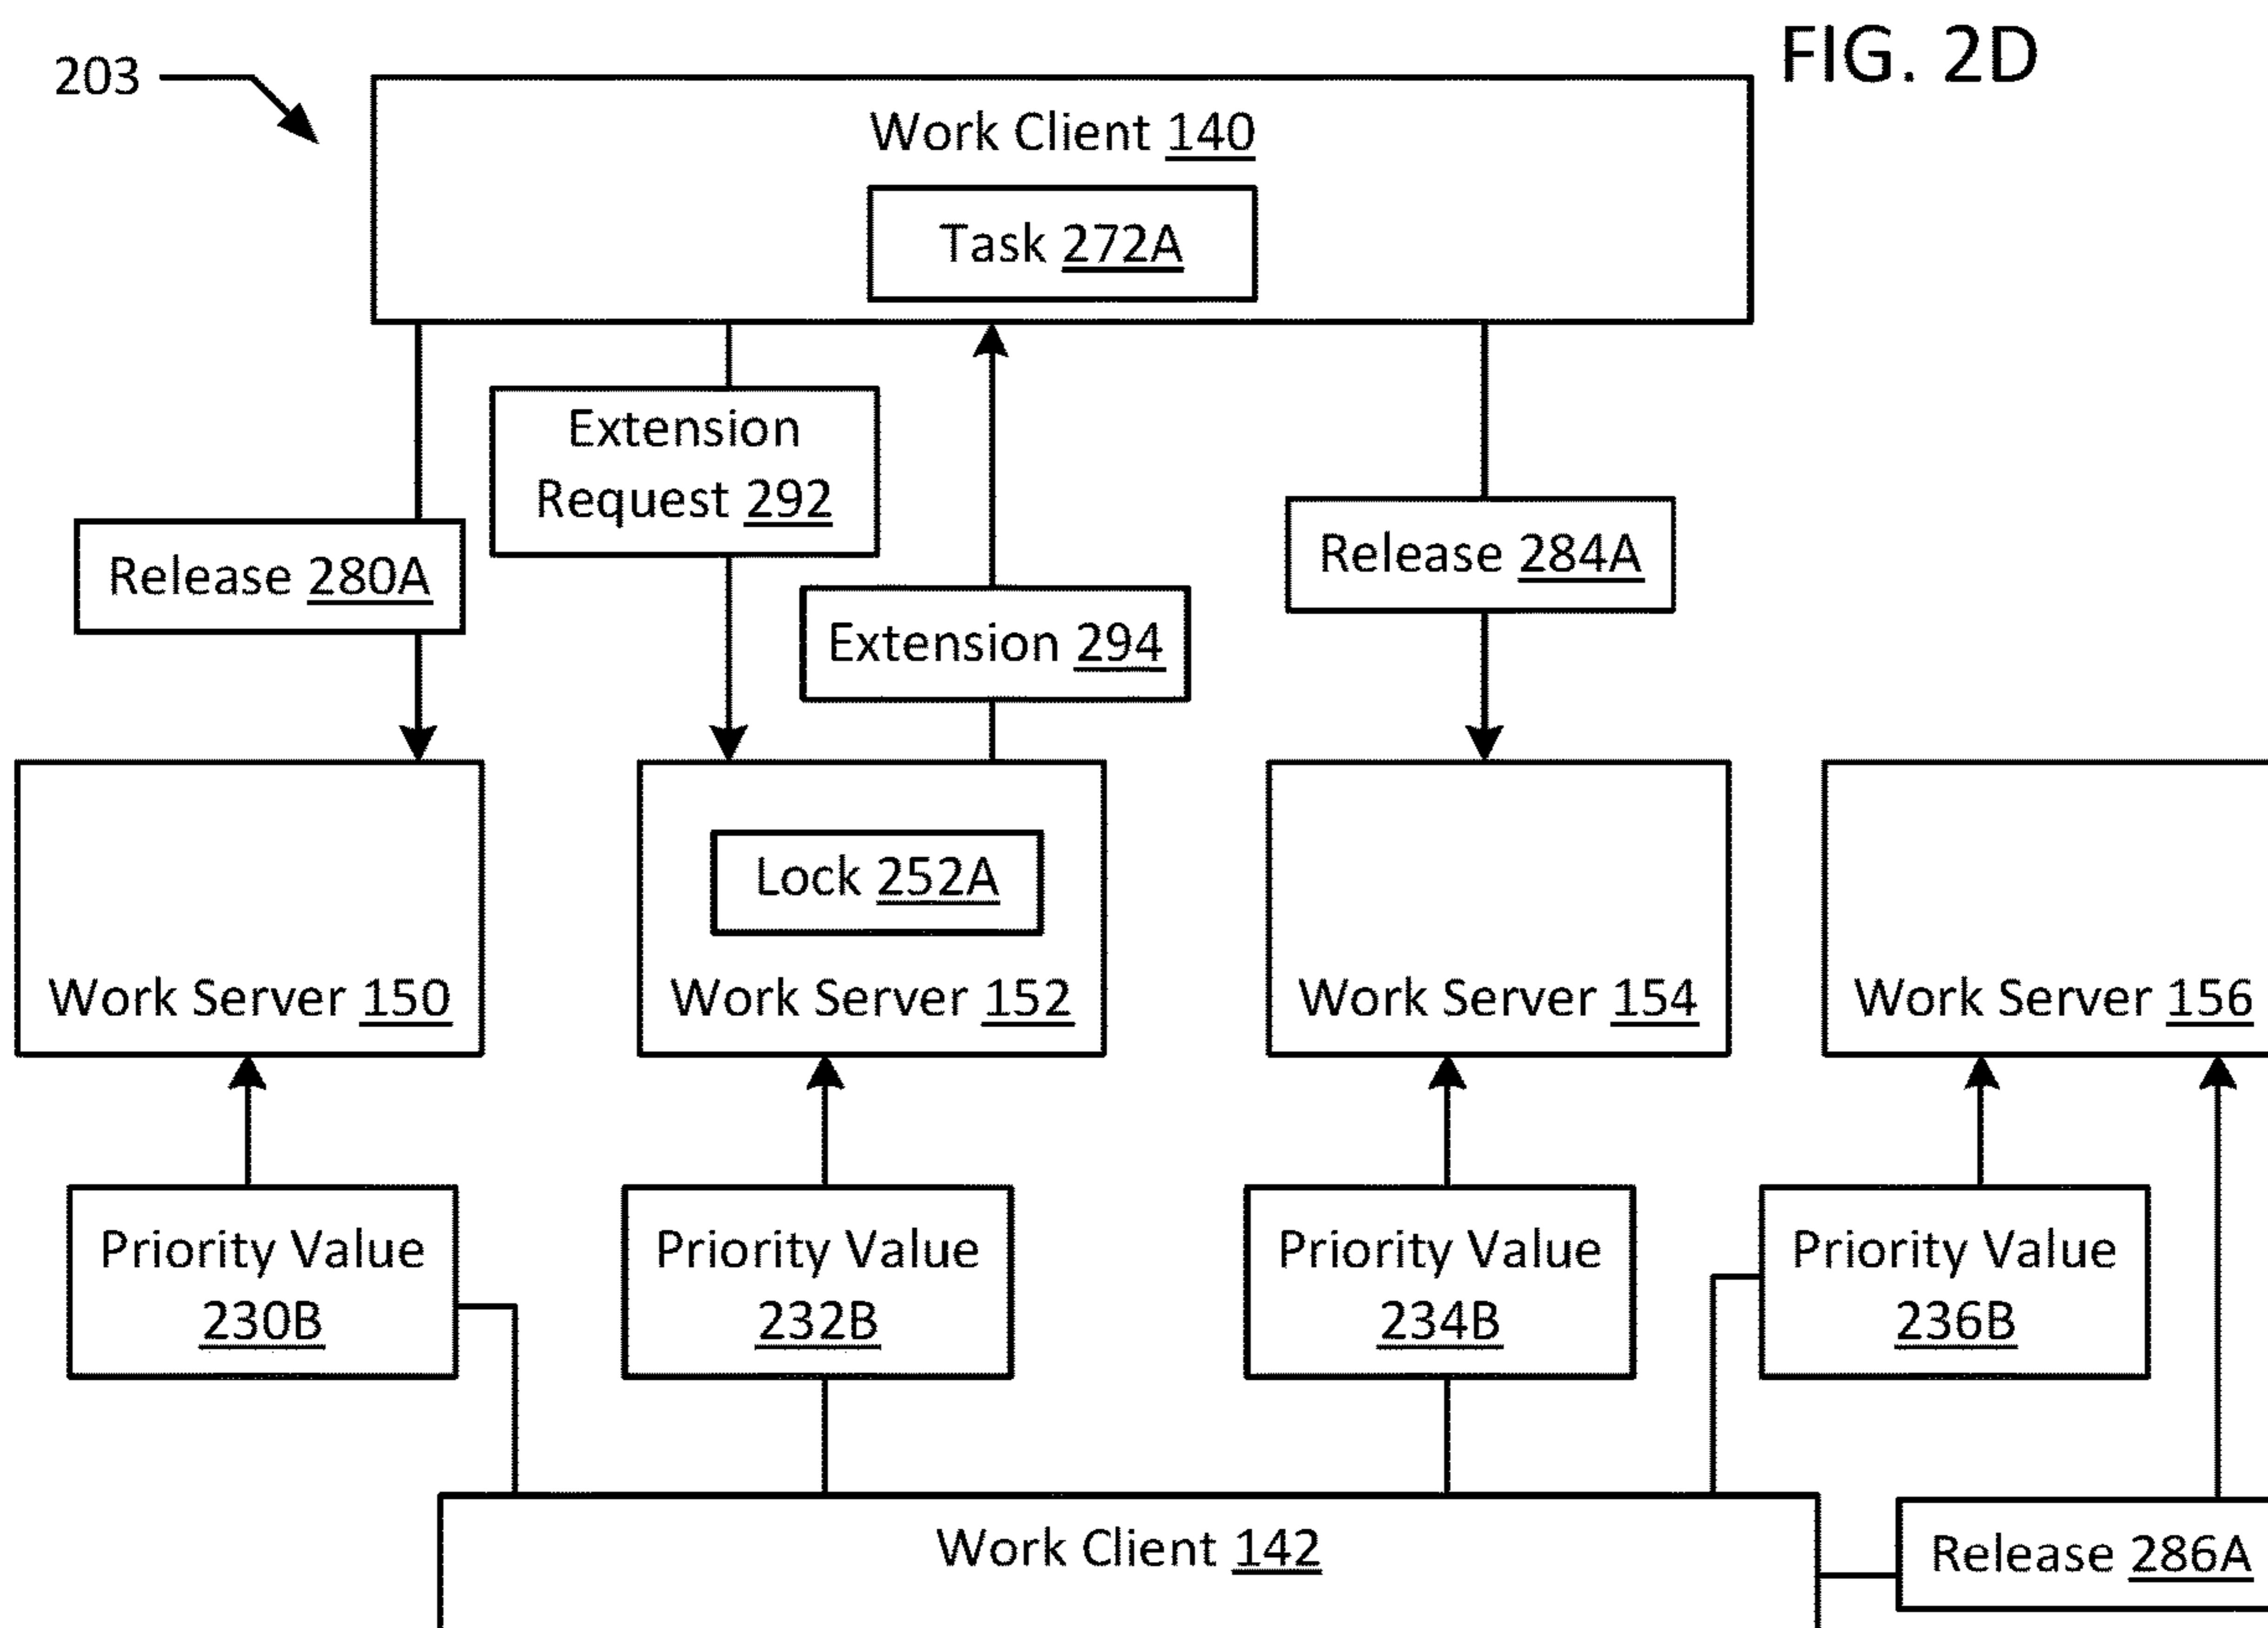 FIG. 2D
203
Work Client 140
Task 272A
Extension
Request 292
Release 280A
Release 284A
Extension 294
Lock 252A
Work Server 150
Work Server 152
Work Server 154
Work Server 156
Priority Value
230B
Priority Value
232B
Priority Value
234B
Priority Value
236B
Work Client 142
Release 286A